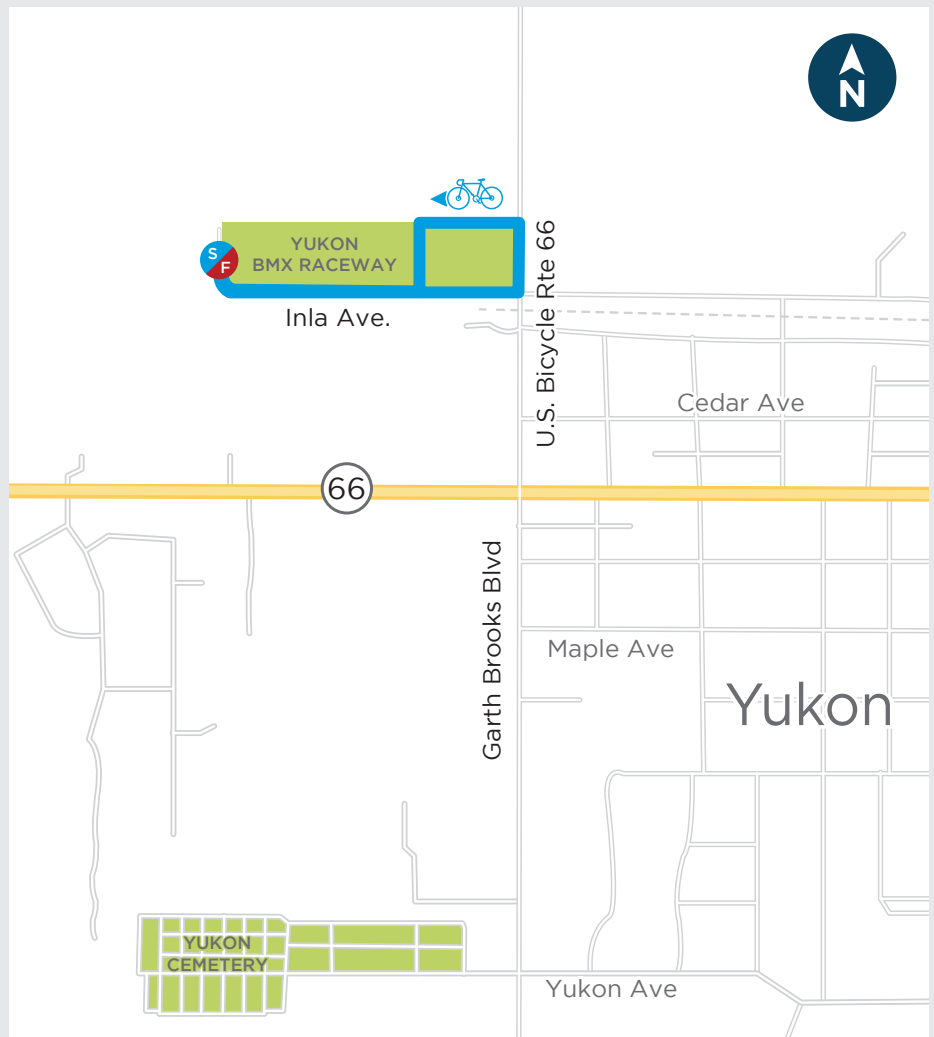 N
YUKON
BMX RACEWAY
S
F
Inla Ave.
U.S. Bicycle Rte 66
Cedar Ave
66
Garth Brooks Blvd
Maple Ave
Yukon
YUKON
CEMETERY
Yukon Ave